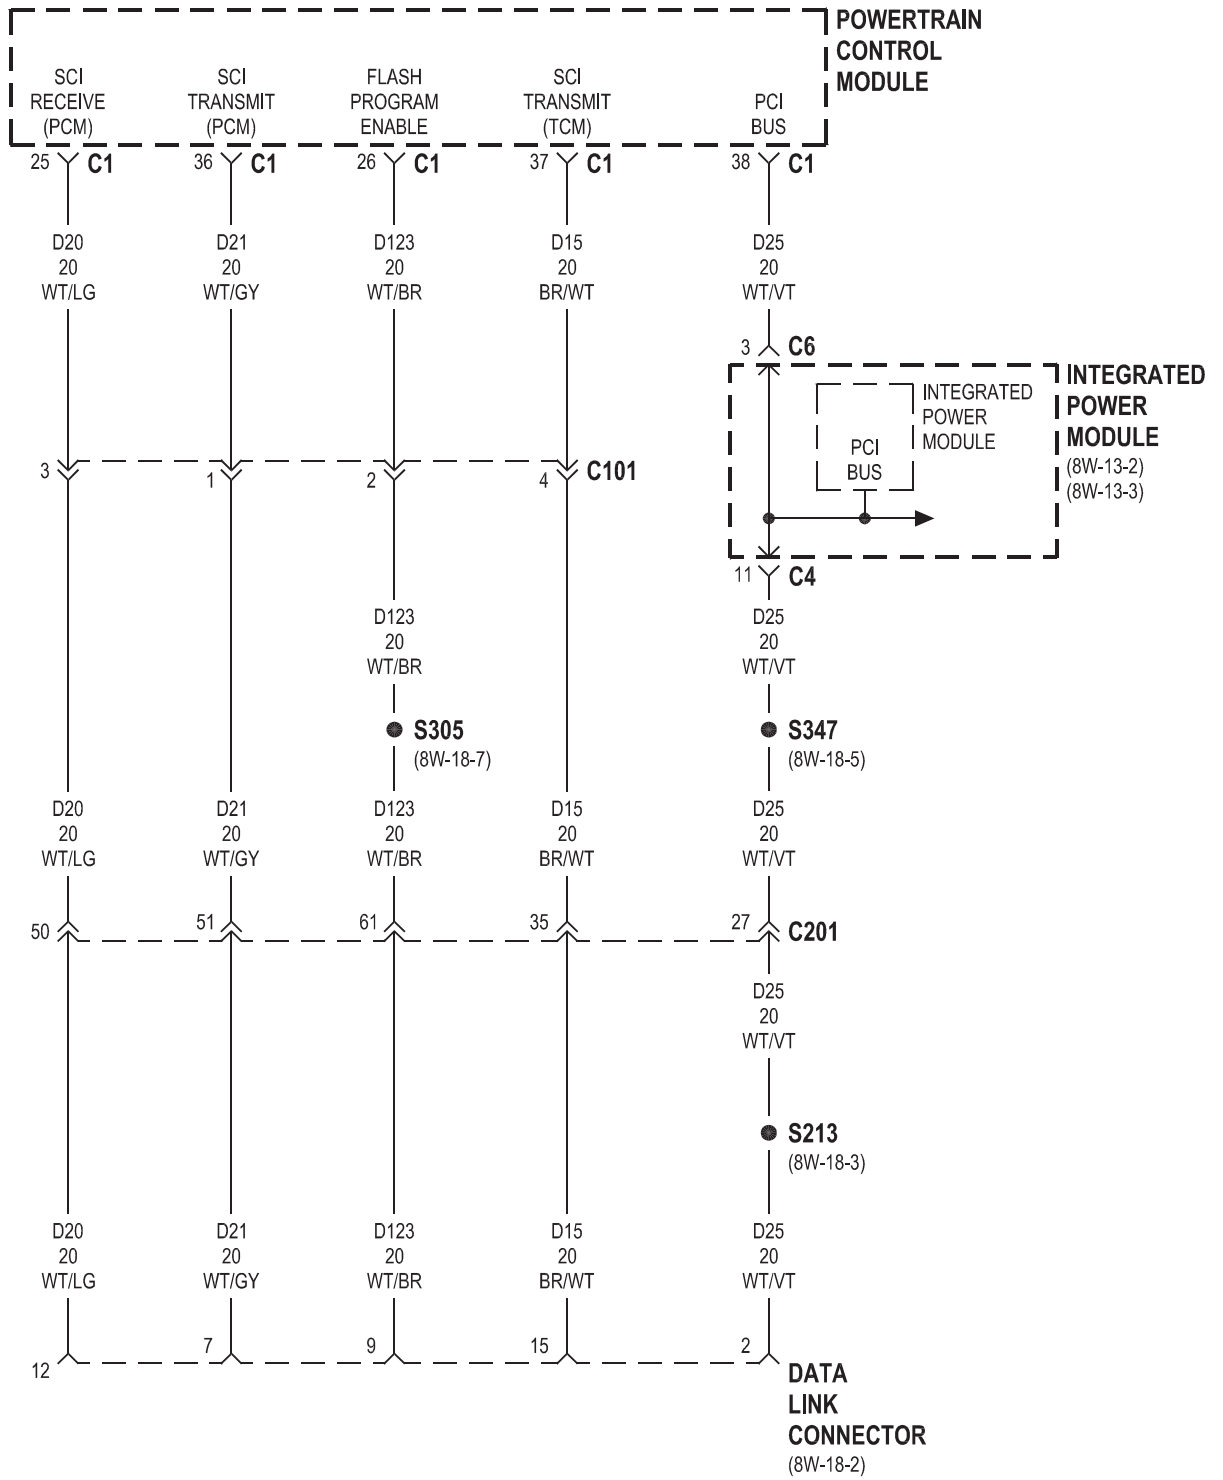 POWERTRAIN
CONTROL
MODULE
SCI
RECEIVE
(PCM)
SCI
TRANSMIT
(PCM)
FLASH
PROGRAM
ENABLE
SCI
TRANSMIT
(TCM)
PCI
BUS
25 C1 36 C1 26 C1 37 C1 38 C1
D20 D21 D123 D15 D25
20 20 20 20 20
WT/LG WT/GY WT/BR BR/WT WT/VT
3 C6
INTEGRATED
POWER
MODULE
(8W-13-2)
(8W-13-3)
INTEGRATED
POWER
MODULE
PCI
BUS
3 1 2 4 C101
11 C4
D123 D25
20 20
WT/BR WT/VT
S305 S347
(8W-18-7) (8W-18-5)
D20 D21 D123 D15 D25
20 20 20 20 20
WT/LG WT/GY WT/BR BR/WT WT/VT
50 51 61 35 27 C201
D25
20
WT/VT
S213
(8W-18-3)
D20 D21 D123 D15 D25
20 20 20 20 20
WT/LG WT/GY WT/BR BR/WT WT/VT
12 7 9 15 2
DATA
LINK
CONNECTOR
(8W-18-2)